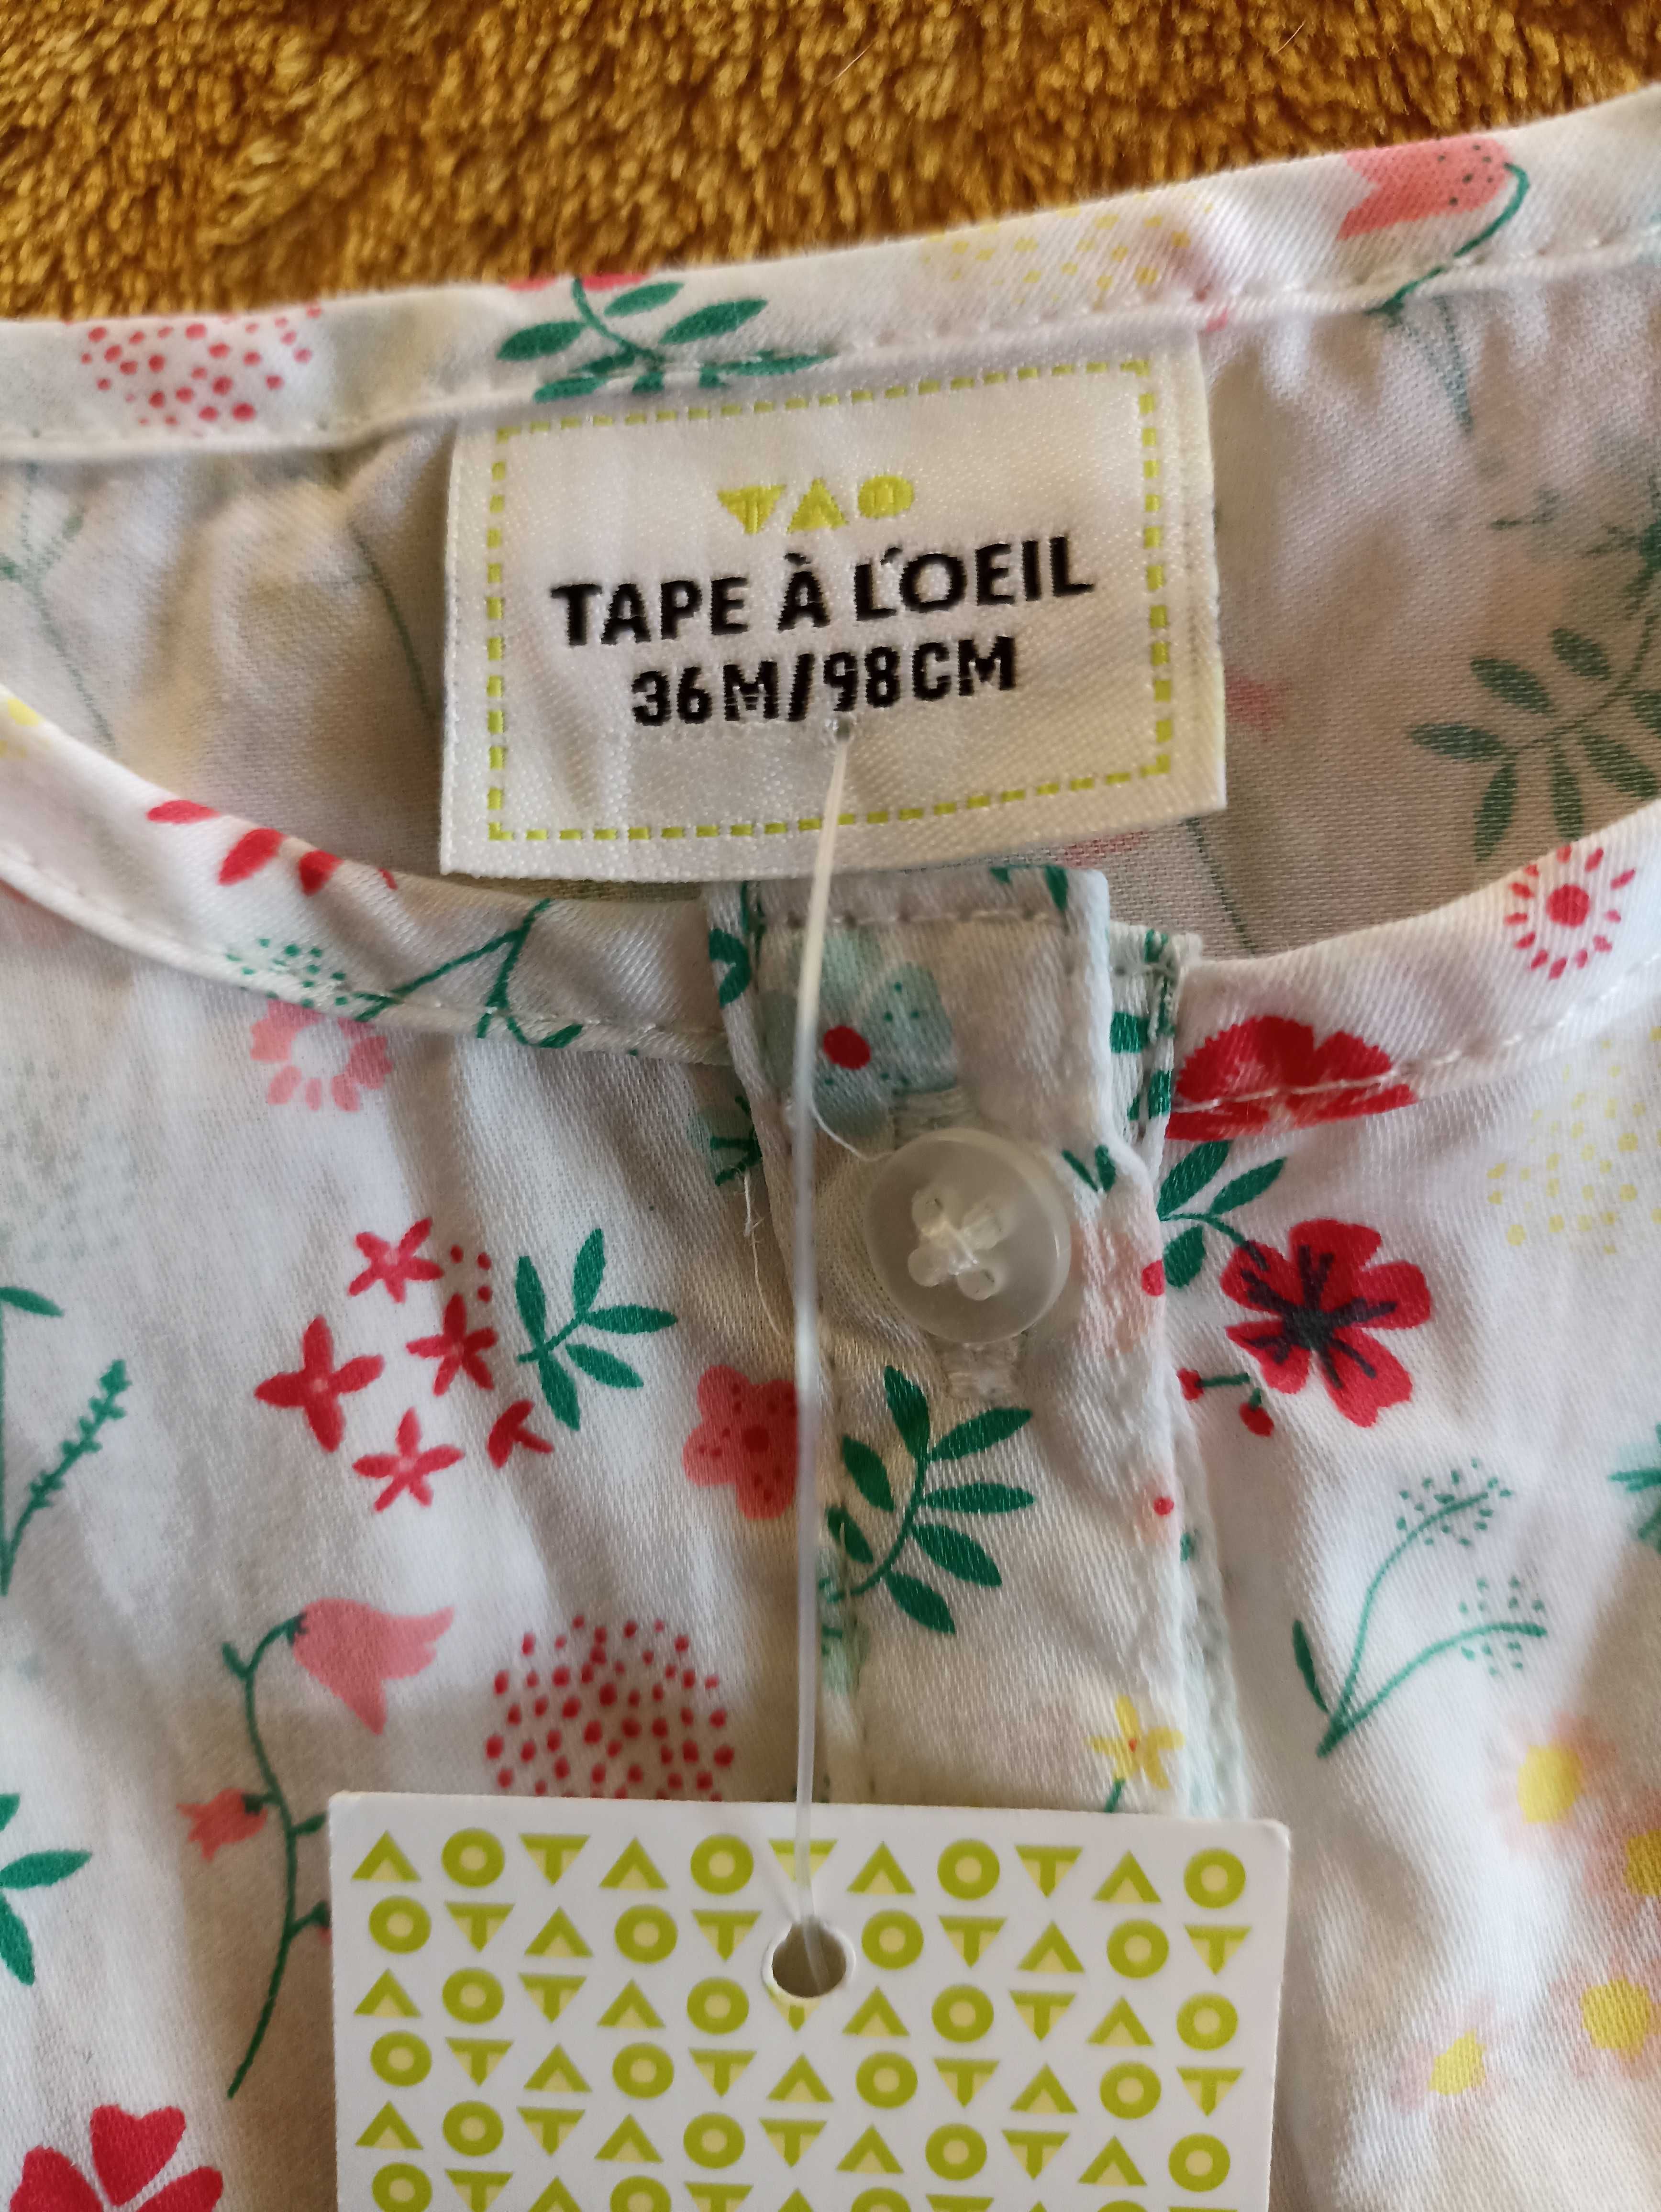 TAO
TAPE À L'OEIL
36M/98CM